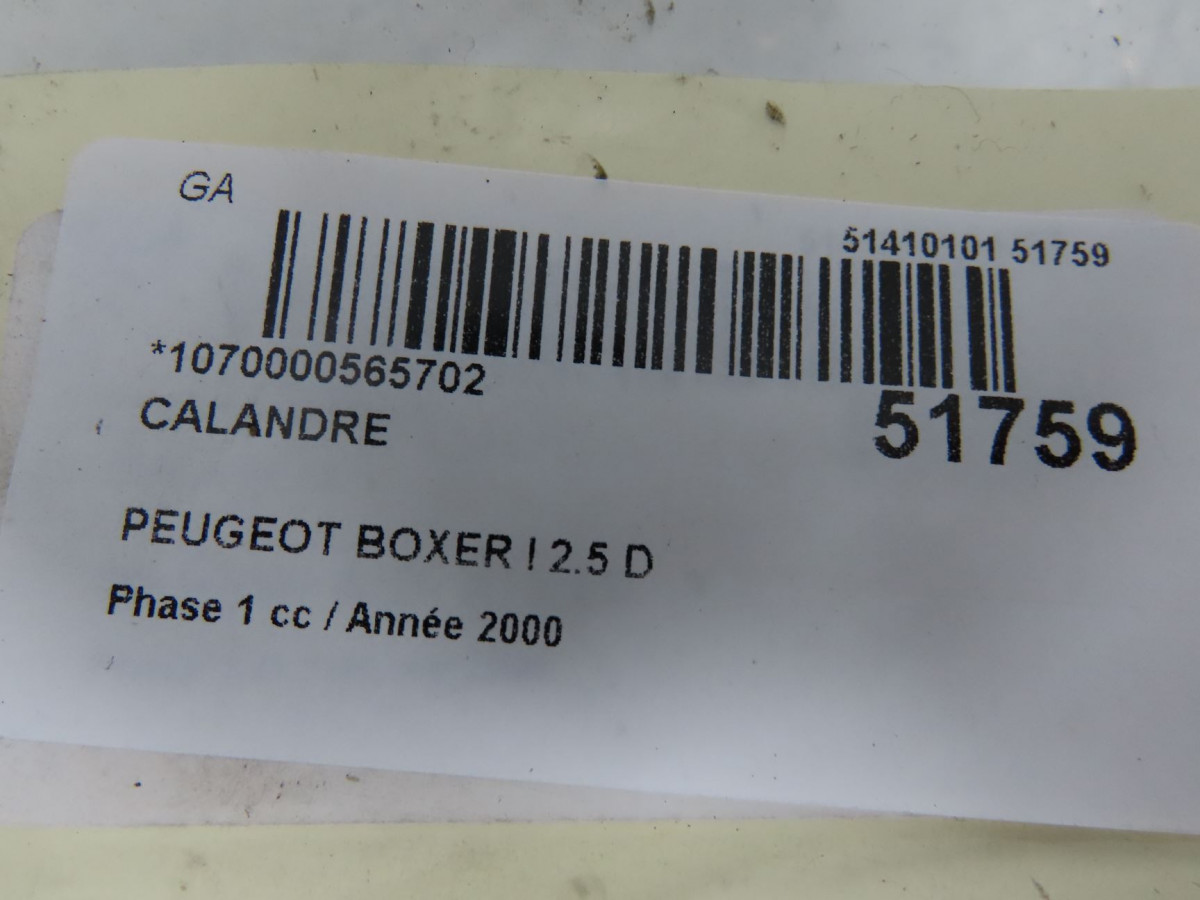 GA
51410101 51759
*1070000565702
51759
CALANDRE
PEUGEOT BOXER I 2.5 D
Phase 1 cc / Année 2000